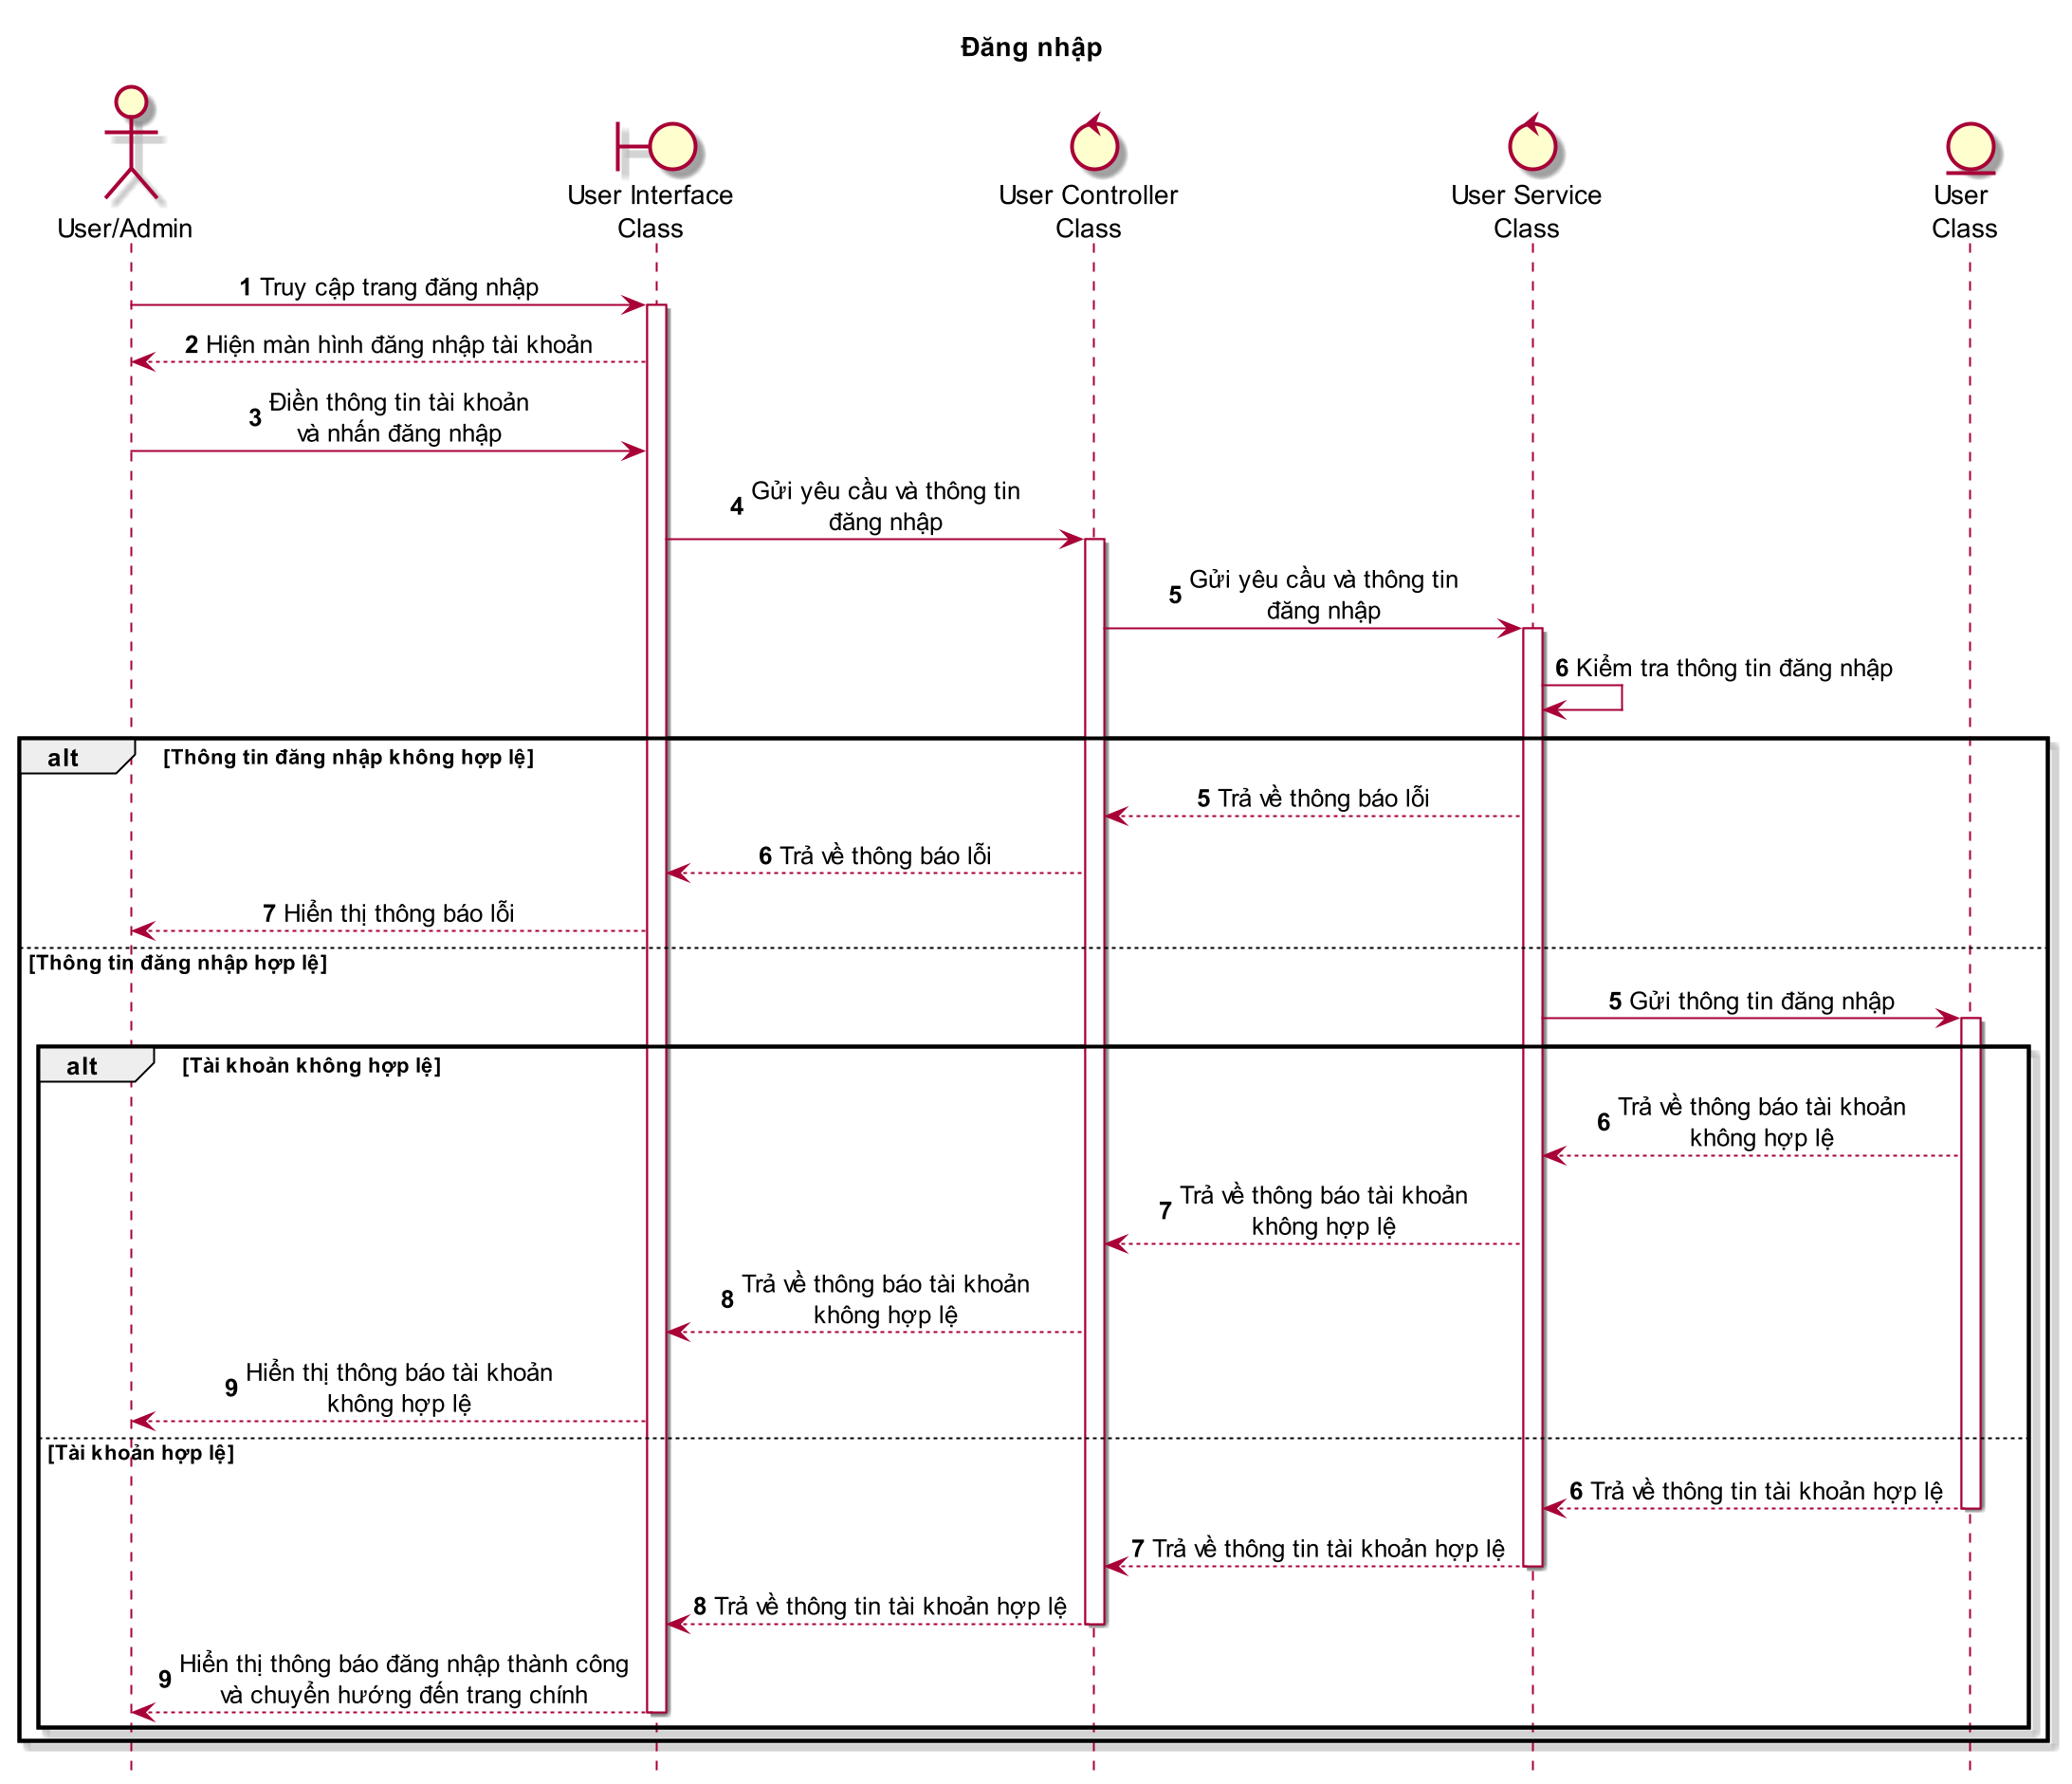 Đăng nhập
User/Admin
User Interface
Class
User Controller
Class
User Service
Class
User
Class
1 Truy cập trang đăng nhập
2 Hiện màn hình đăng nhập tài khoản
3 Điền thông tin tài khoản
và nhấn đăng nhập
4 Gửi yêu cầu và thông tin
đăng nhập
5 Gửi yêu cầu và thông tin
đăng nhập
6 Kiểm tra thông tin đăng nhập
alt [Thông tin đăng nhập không hợp lệ]
5 Trả về thông báo lỗi
6 Trả về thông báo lỗi
7 Hiển thị thông báo lỗi
[Thông tin đăng nhập hợp lệ]
5 Gửi thông tin đăng nhập
alt [Tài khoản không hợp lệ]
6 Trả về thông báo tài khoản
không hợp lệ
7 Trả về thông báo tài khoản
không hợp lệ
8 Trả về thông báo tài khoản
không hợp lệ
9 Hiển thị thông báo tài khoản
không hợp lệ
[Tài khoản hợp lệ]
6 Trả về thông tin tài khoản hợp lệ
7 Trả về thông tin tài khoản hợp lệ
8 Trả về thông tin tài khoản hợp lệ
9 Hiển thị thông báo đăng nhập thành công
và chuyển hướng đến trang chính